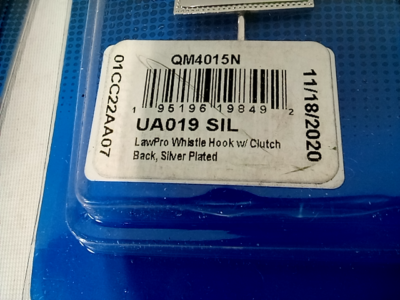 QM4015N
01CC22AA07
1 95196 19849 2
11/18/2020
UA019 SIL
LawPro Whistle Hook w/ Clutch
Back, Silver Plated